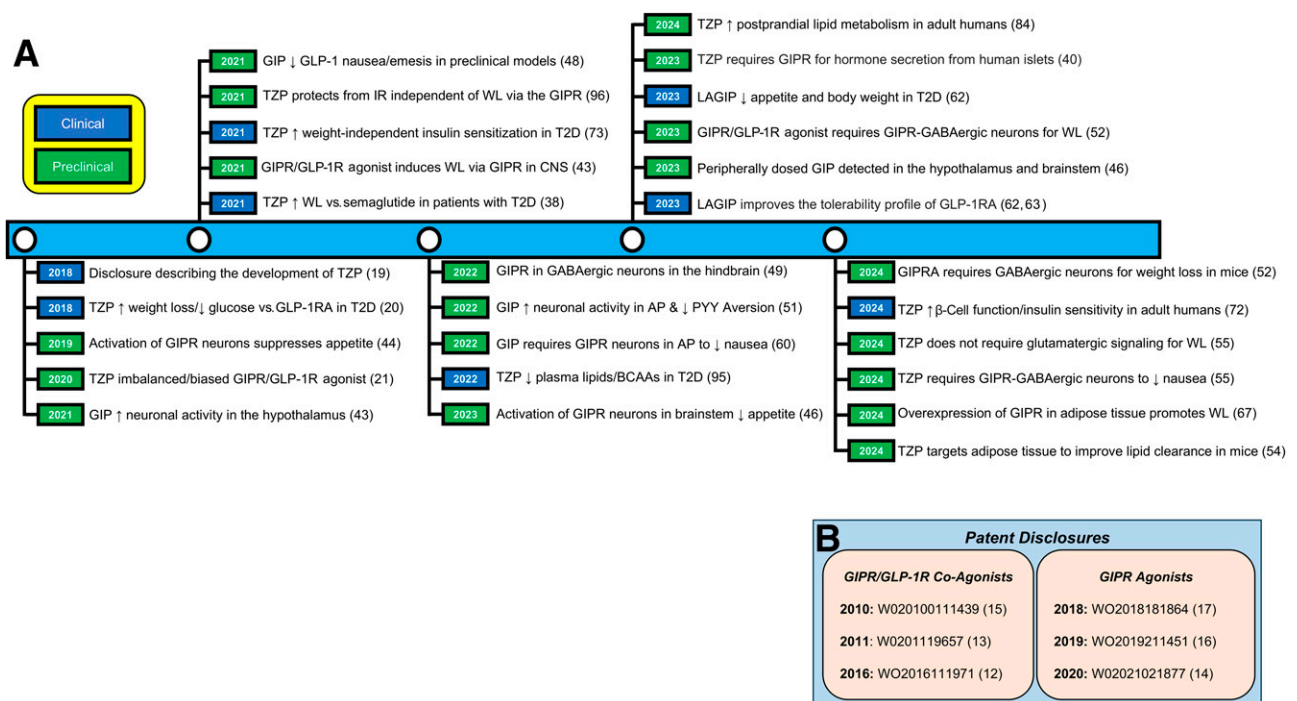 A
Clinical
Preclinical
2021 GIP ↓ GLP-1 nausea/emesis in preclinical models (48)
2021 TZP protects from IR independent of WL via the GIPR (96)
2021 TZP ↑ weight-independent insulin sensitization in T2D (73)
2021 GIPR/GLP-1R agonist induces WL via GIPR in CNS (43)
2021 TZP ↑ WL vs. semaglutide in patients with T2D (38)
2024 TZP ↑ postprandial lipid metabolism in adult humans (84)
2023 TZP requires GIPR for hormone secretion from human islets (40)
2023 LAGIP ↓ appetite and body weight in T2D (62)
2023 GIPR/GLP-1R agonist requires GIPR-GABAergic neurons for WL (52)
2023 Peripherally dosed GIP detected in the hypothalamus and brainstem (46)
2023 LAGIP improves the tolerability profile of GLP-1RA (62,63)
2018 Disclosure describing the development of TZP (19)
2018 TZP ↑ weight loss/↓ glucose vs. GLP-1RA in T2D (20)
2019 Activation of GIPR neurons suppresses appetite (44)
2020 TZP imbalanced/biased GIPR/GLP-1R agonist (21)
2021 GIP ↑ neuronal activity in the hypothalamus (43)
2022 GIPR in GABAergic neurons in the hindbrain (49)
2022 GIP ↑ neuronal activity in AP & ↓ PYY Aversion (51)
2022 GIP requires GIPR neurons in AP to ↓ nausea (60)
2022 TZP ↓ plasma lipids/BCAAs in T2D (95)
2023 Activation of GIPR neurons in brainstem ↓ appetite (46)
2024 GIPRA requires GABAergic neurons for weight loss in mice (52)
2024 TZP ↑ β-Cell function/insulin sensitivity in adult humans (72)
2024 TZP does not require glutamatergic signaling for WL (55)
2024 TZP requires GIPR-GABAergic neurons to ↓ nausea (55)
2024 Overexpression of GIPR in adipose tissue promotes WL (67)
2024 TZP targets adipose tissue to improve lipid clearance in mice (54)
B
Patent Disclosures
GIPR/GLP-1R Co-Agonists
2010: W020100111439 (15)
2011: W0201119657 (13)
2016: WO2016111971 (12)
GIPR Agonists
2018: WO2018181864 (17)
2019: WO2019211451 (16)
2020: W02021021877 (14)